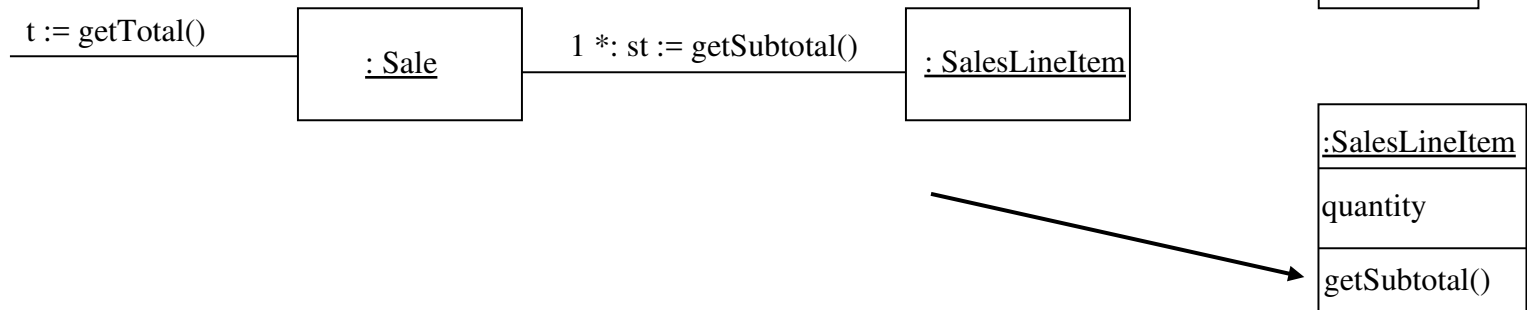 t := getTotal()
: Sale
1 *: st := getSubtotal()
: SalesLineItem
:SalesLineItem
quantity
getSubtotal()